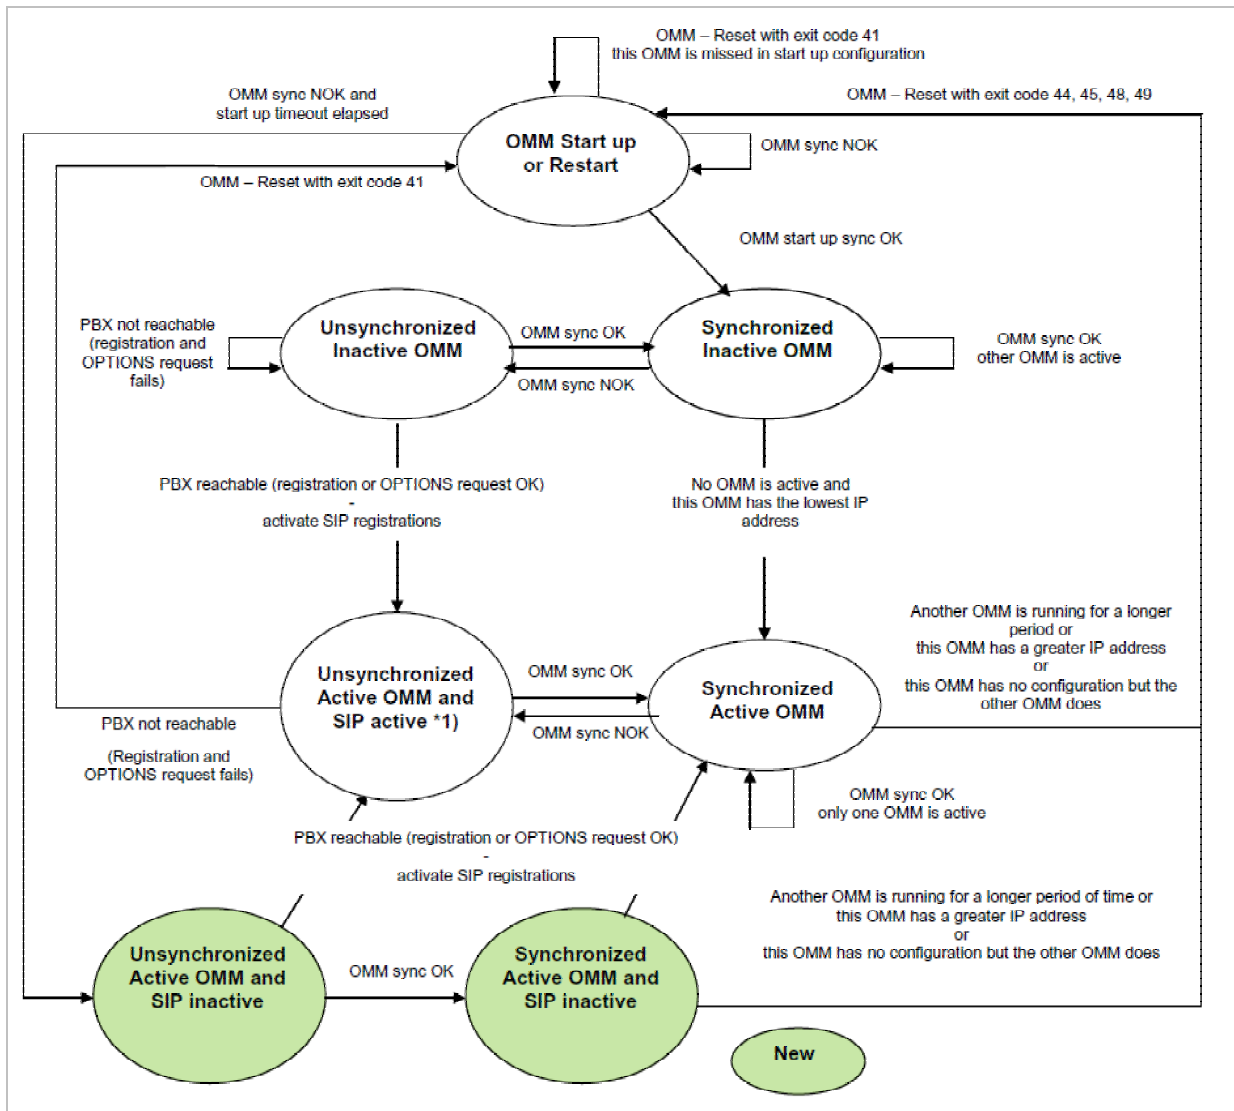 OMM – Reset with exit code 41
this OMM is missed in start up configuration
OMM sync NOK and
start up timeout elapsed
OMM – Reset with exit code 44, 45, 48, 49
OMM Start up
or Restart
OMM sync NOK
OMM – Reset with exit code 41
OMM start up sync OK
PBX not reachable
(registration and
OPTIONS request
fails)
Unsynchronized
Inactive OMM
OMM sync OK
OMM sync NOK
Synchronized
Inactive OMM
OMM sync OK
other OMM is active
PBX reachable (registration or OPTIONS request OK)
-
activate SIP registrations
No OMM is active and
this OMM has the lowest IP
address
Another OMM is running for a longer
period or
this OMM has a greater IP address
or
this OMM has no configuration but the
other OMM does
Unsynchronized
Active OMM and
SIP active *1)
OMM sync OK
OMM sync NOK
Synchronized
Active OMM
PBX not reachable
(Registration and
OPTIONS request fails)
OMM sync OK
only one OMM is active
PBX reachable (registration or OPTIONS request OK)
-
activate SIP registrations
Another OMM is running for a longer period of time or
this OMM has a greater IP address
or
this OMM has no configuration but the other OMM does
Unsynchronized
Active OMM and
SIP inactive
OMM sync OK
Synchronized
Active OMM and
SIP inactive
New